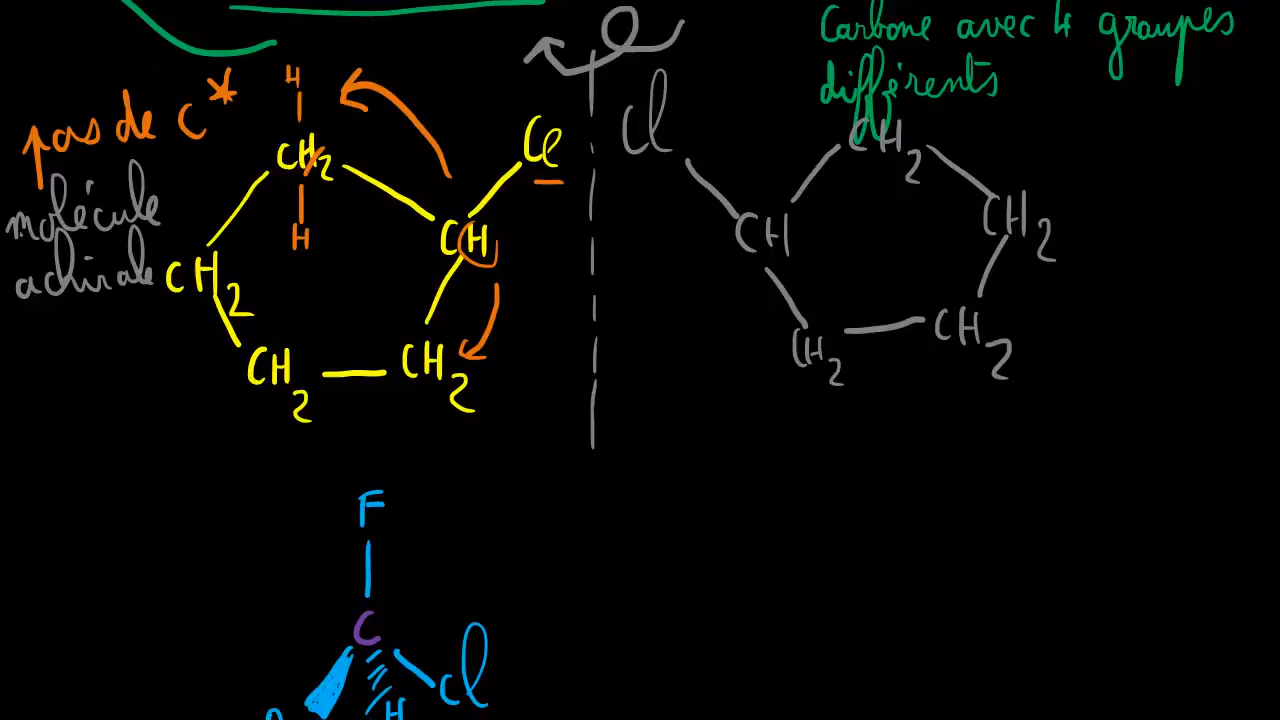 Carbone avec 4 groupes
différents
pas de C*
molécule
achirale
H
CH2
H
Cl
CH
CH2
CH2
CH2
Cl
CH2
CH
CH2
CH2
CH2
F
C
Cl
H